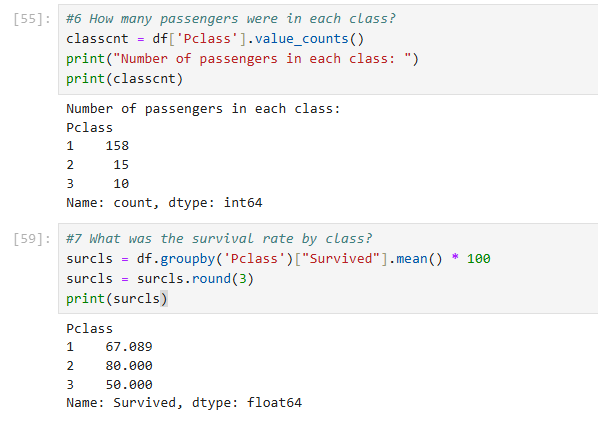 [55]: #6 How many passengers were in each class?
classcnt = df['Pclass'].value_counts()
print("Number of passengers in each class: ")
print(classcnt)
Number of passengers in each class:
Pclass
1    158
2     15
3     10
Name: count, dtype: int64
[59]: #7 What was the survival rate by class?
surcls = df.groupby('Pclass')["Survived"].mean() * 100
surcls = surcls.round(3)
print(surcls)
Pclass
1    67.089
2    80.000
3    50.000
Name: Survived, dtype: float64